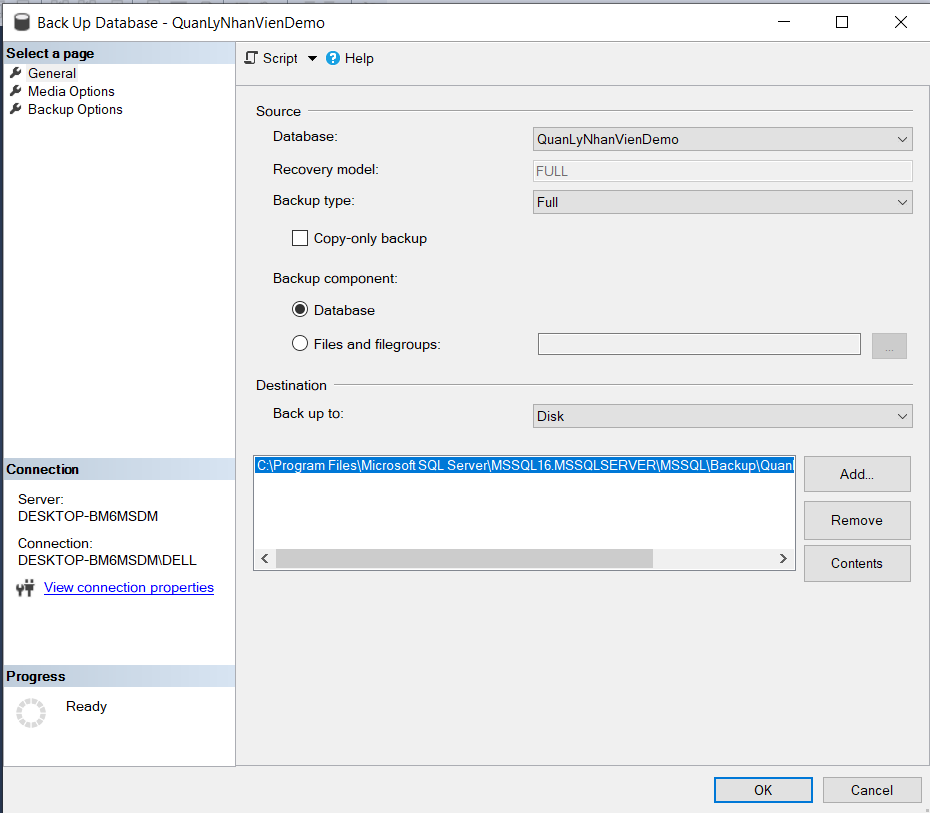 Back Up Database - QuanLyNhanVienDemo
Select a page
General
Media Options
Backup Options
Script
Help
Source
Database:
QuanLyNhanVienDemo
Recovery model:
FULL
Backup type:
Full
Copy-only backup
Backup component:
Database
Files and filegroups:
...
Destination
Back up to:
Disk
C:\Program Files\Microsoft SQL Server\MSSQL16.MSSQLSERVER\MSSQL\Backup\Quanl
Add...
Remove
Contents
Connection
Server:
DESKTOP-BM6MSDM
Connection:
DESKTOP-BM6MSDM\DELL
View connection properties
Progress
Ready
OK
Cancel